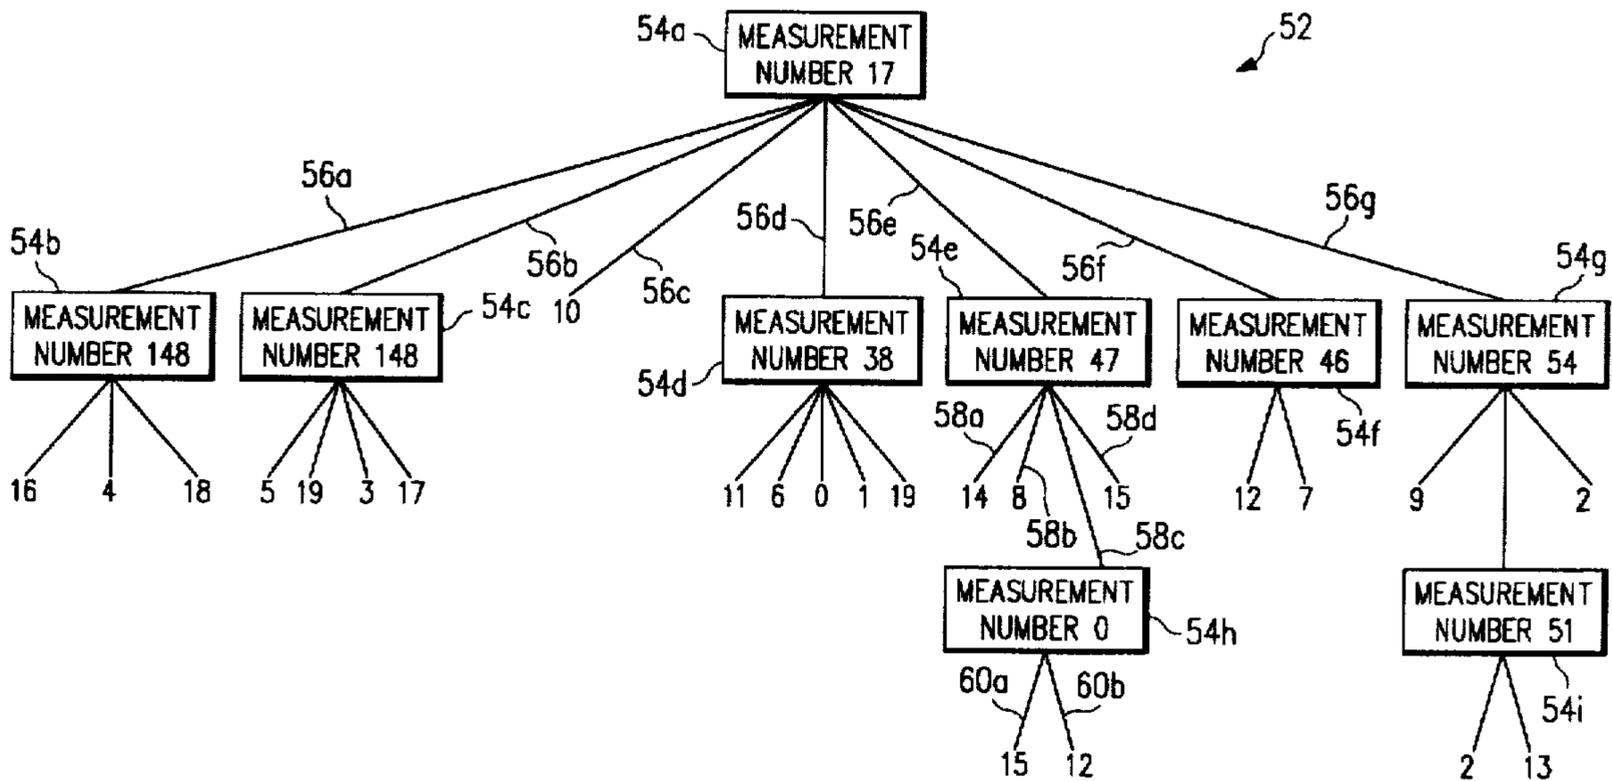 54a
MEASUREMENT
NUMBER 17
52
56a
56b
56c
56d
56e
56f
56g
54b
MEASUREMENT
NUMBER 148
MEASUREMENT
NUMBER 148
54c
10
MEASUREMENT
NUMBER 38
54d
54e
MEASUREMENT
NUMBER 47
MEASUREMENT
NUMBER 46
54f
54g
MEASUREMENT
NUMBER 54
58a
58d
16 4 18
5 19 3 17
11 6 0 1 19
14 8 15
12 7
9 2
58b
58c
MEASUREMENT
NUMBER 0
54h
MEASUREMENT
NUMBER 51
54i
60a
60b
15 12
2 13